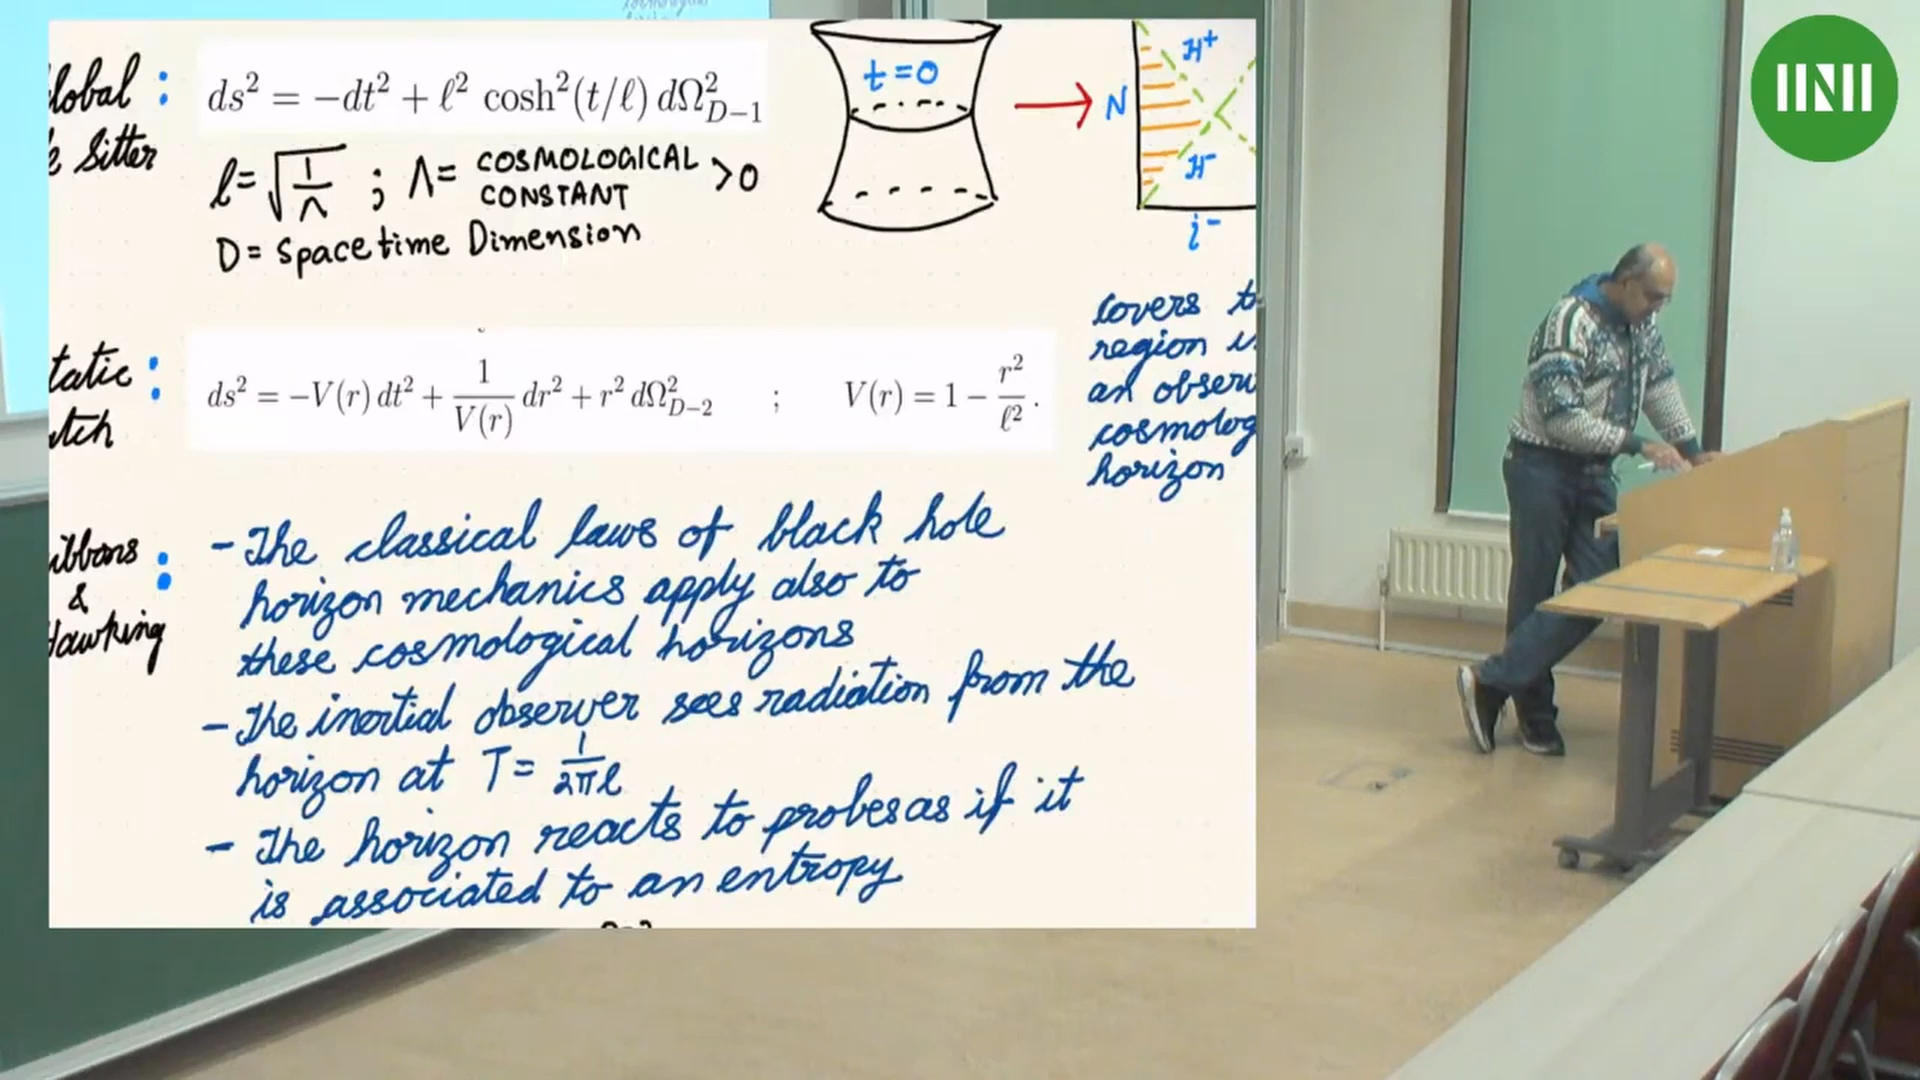 lobal : ds² = −dt² + ℓ² cosh²(t/ℓ) dΩ²_{D−1}
e Sitter
ℓ = √(1/Λ) ; Λ = COSMOLOGICAL CONSTANT > 0
D = Spacetime Dimension
t=0
N
H⁺
H⁻
i⁻
tatic : ds² = −V(r) dt² + 1/V(r) dr² + r² dΩ²_{D−2} ; V(r) = 1 − r²/ℓ² .
atch
covers t
region i
an observ
cosmolog
horizon
ibbons :
&
Hawking
- The classical laws of black hole
horizon mechanics apply also to
these cosmological horizons
- The inertial observer sees radiation from the
horizon at T = 1/2πℓ
- The horizon reacts to probes as if it
is associated to an entropy